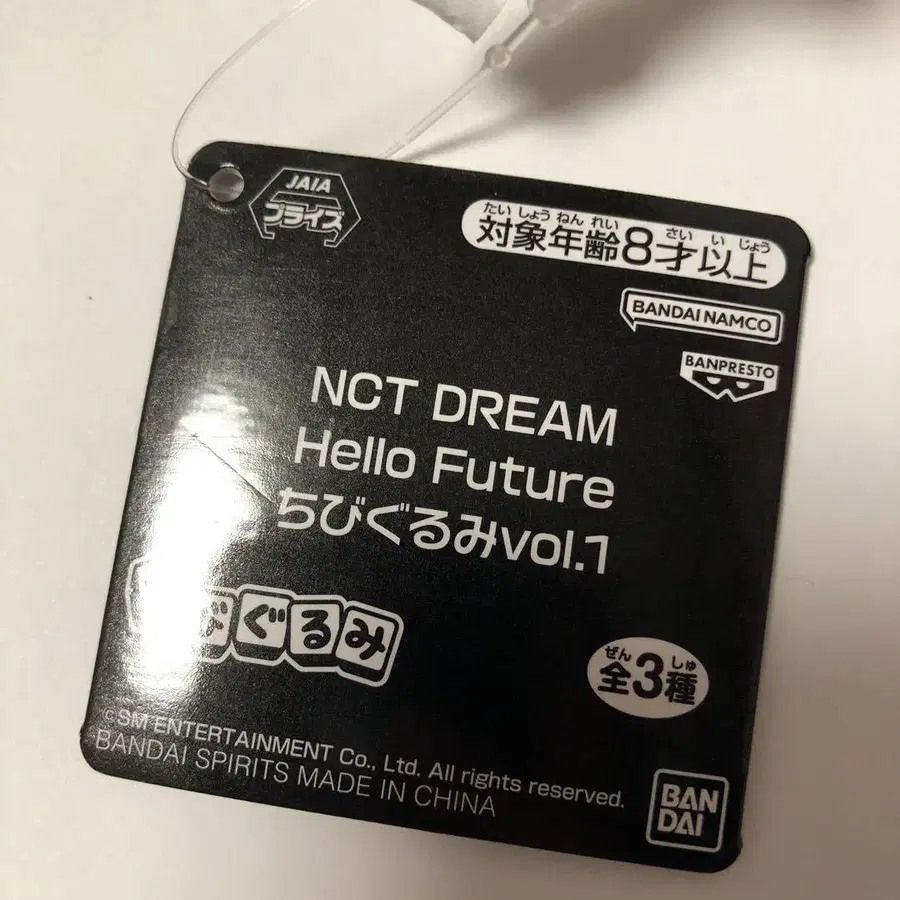 JAIA
プライズ
たいしょうねんれい さい いじょう
対象年齢8才以上
BANDAI NAMCO
BANPRESTO
NCT DREAM
Hello Future
ちびぐるみvol.1
びぐるみ
ぜん しゅ
全3種
©SM ENTERTAINMENT Co., Ltd. All rights reserved.
BANDAI SPIRITS MADE IN CHINA
BAN
DAI